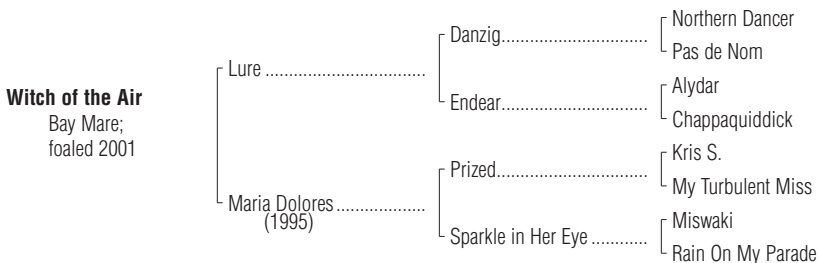 Northern Dancer
Danzig..................................
Pas de Nom
Lure ................................
Alydar
Endear..................................
Witch of the Air
Chappaquiddick
Bay Mare;
foaled 2001
Kris S.
Prized..................................
My Turbulent Miss
Maria Dolores..................
(1995)
Miswaki
Sparkle in Her Eye ............
Rain On My Parade